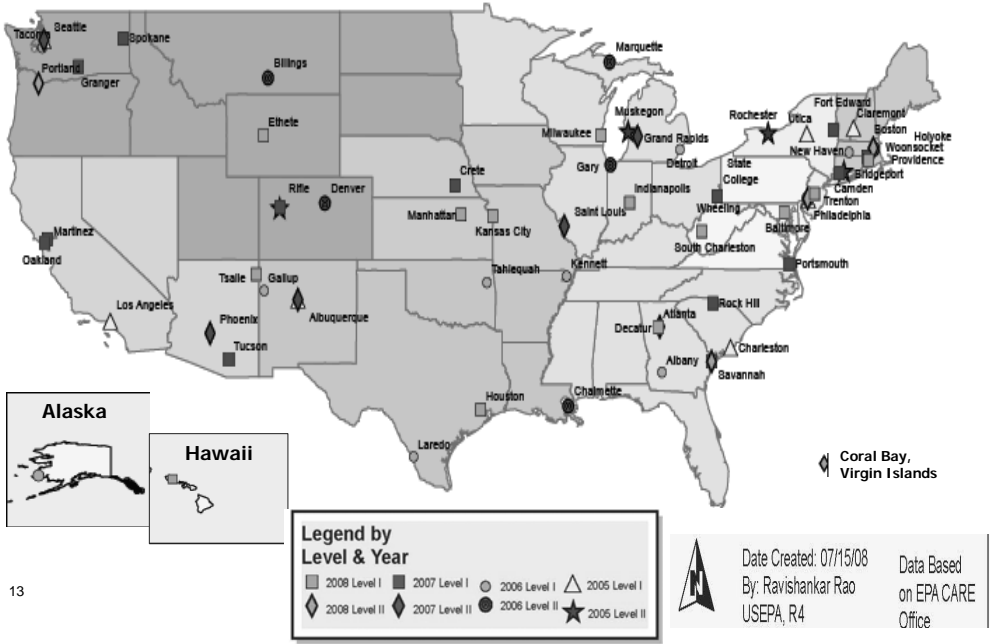 Seattle
Tacoma
Spokane
Portland
Granger
Billings
Ethete
Marquette
Muskegon
Milwaukee
Grand Rapids
Detroit
Gary
Rochester
Utica
Fort Edward
Claremont
Boston
Holyoke
Woonsocket
New Haven
Providence
Bridgeport
State
College
Camden
Trenton
Philadelphia
Wheeling
Baltimore
South Charleston
Portsmouth
Crete
Rifle
Denver
Manhattan
Kansas City
Saint Louis
Indianapolis
Martinez
Oakland
Los Angeles
Tsaile
Gallup
Phoenix
Tucson
Albuquerque
Tahlequah
Kennett
Rock Hill
Atlanta
Decatur
Charleston
Albany
Savannah
Houston
Chalmette
Laredo
Alaska
Hawaii
Coral Bay,
Virgin Islands
Legend by
Level & Year
2008 Level I
2007 Level I
2006 Level I
2005 Level I
2008 Level II
2007 Level II
2006 Level II
2005 Level II
N
Date Created: 07/15/08
By: Ravishankar Rao
USEPA, R4
Data Based
on EPA CARE
Office
13